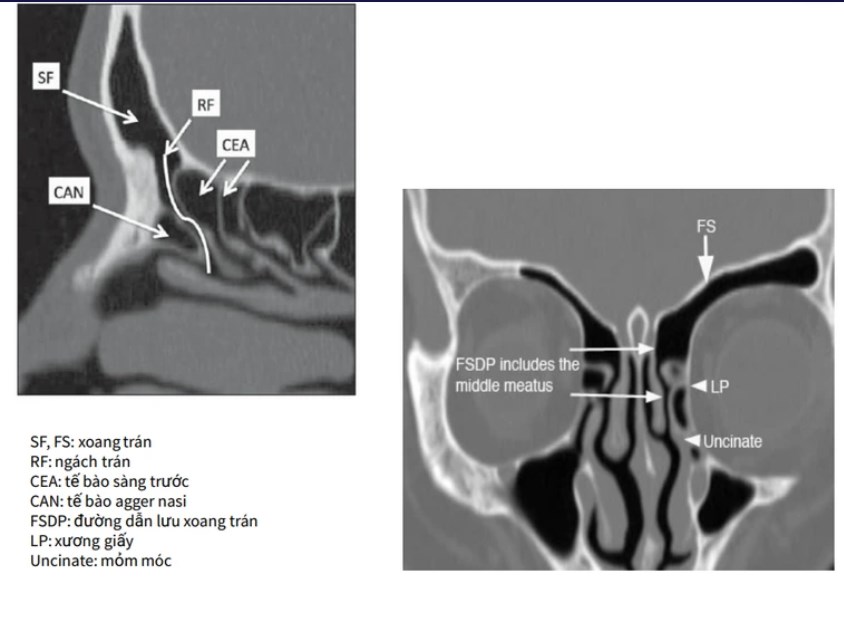 SF
RF
CEA
CAN
FS
FSDP includes the
middle meatus
LP
Uncinate
SF, FS: xoang trán
RF: ngách trán
CEA: tế bào sàng trước
CAN: tế bào agger nasi
FSDP: đường dẫn lưu xoang trán
LP: xương giấy
Uncinate: mỏm móc